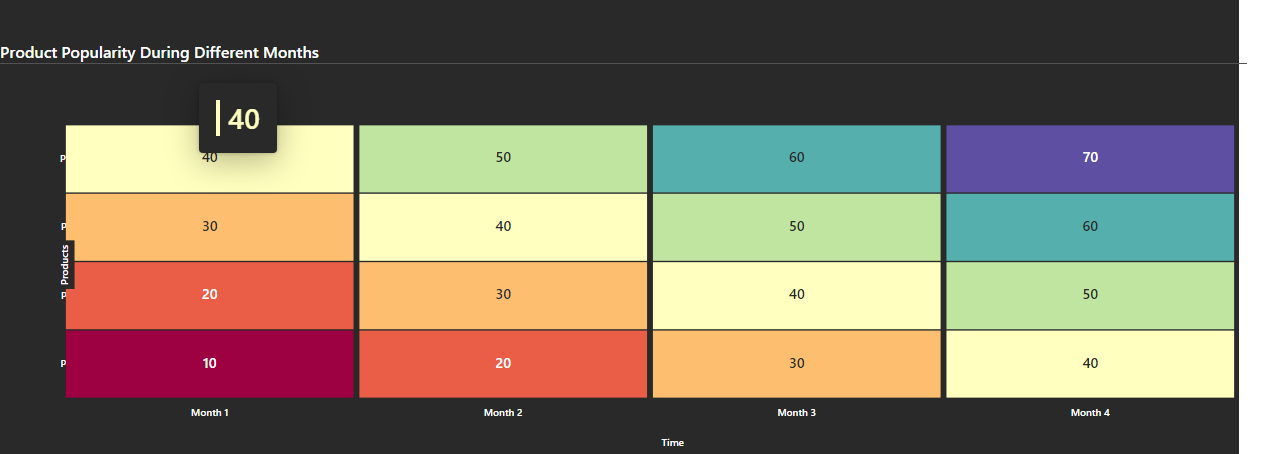 Product Popularity During Different Months
40
P 40 50 60 70
P 30 40 50 60
Products
P 20 30 40 50
P 10 20 30 40
Month 1 Month 2 Month 3 Month 4
Time